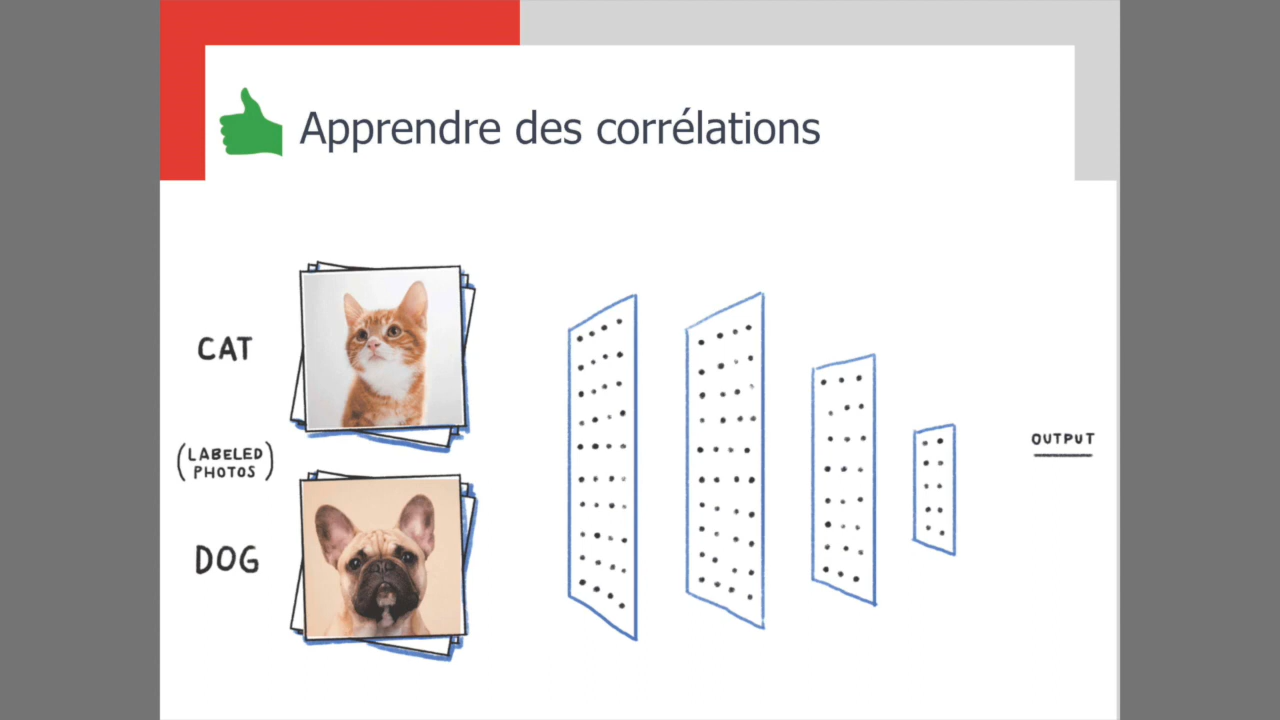 Apprendre des corrélations
CAT
(LABELED
PHOTOS)
DOG
OUTPUT